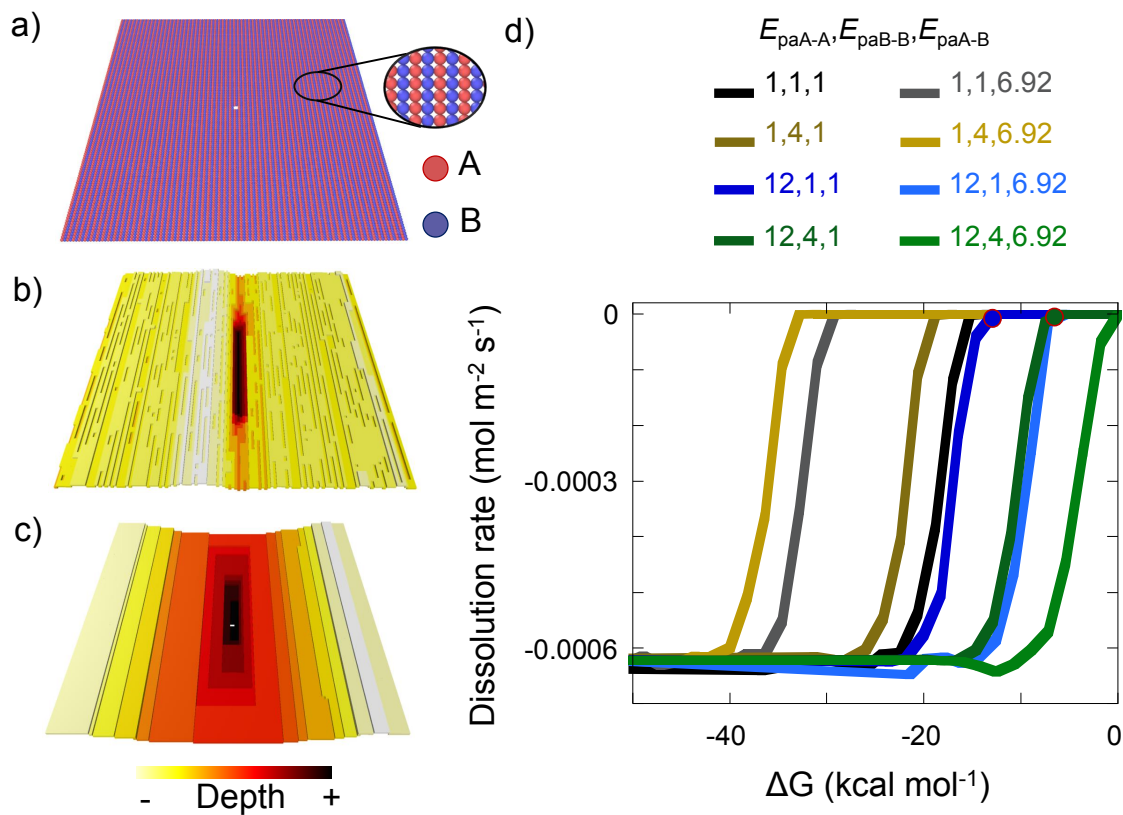 a)
A
B
b)
c)
- Depth +
d)
EpaA-A,EpaB-B,EpaA-B
1,1,1
1,1,6.92
1,4,1
1,4,6.92
12,1,1
12,1,6.92
12,4,1
12,4,6.92
Dissolution rate (mol m⁻² s⁻¹)
0
-0.0003
-0.0006
-40
-20
0
ΔG (kcal mol⁻¹)